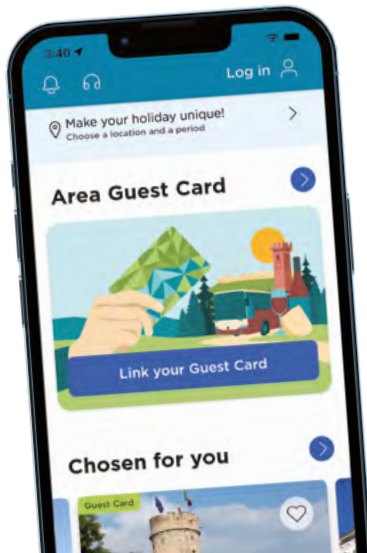 3:40
Log in
Make your holiday unique!
Choose a location and a period
Area Guest Card
Link your Guest Card
Chosen for you
Guest Card